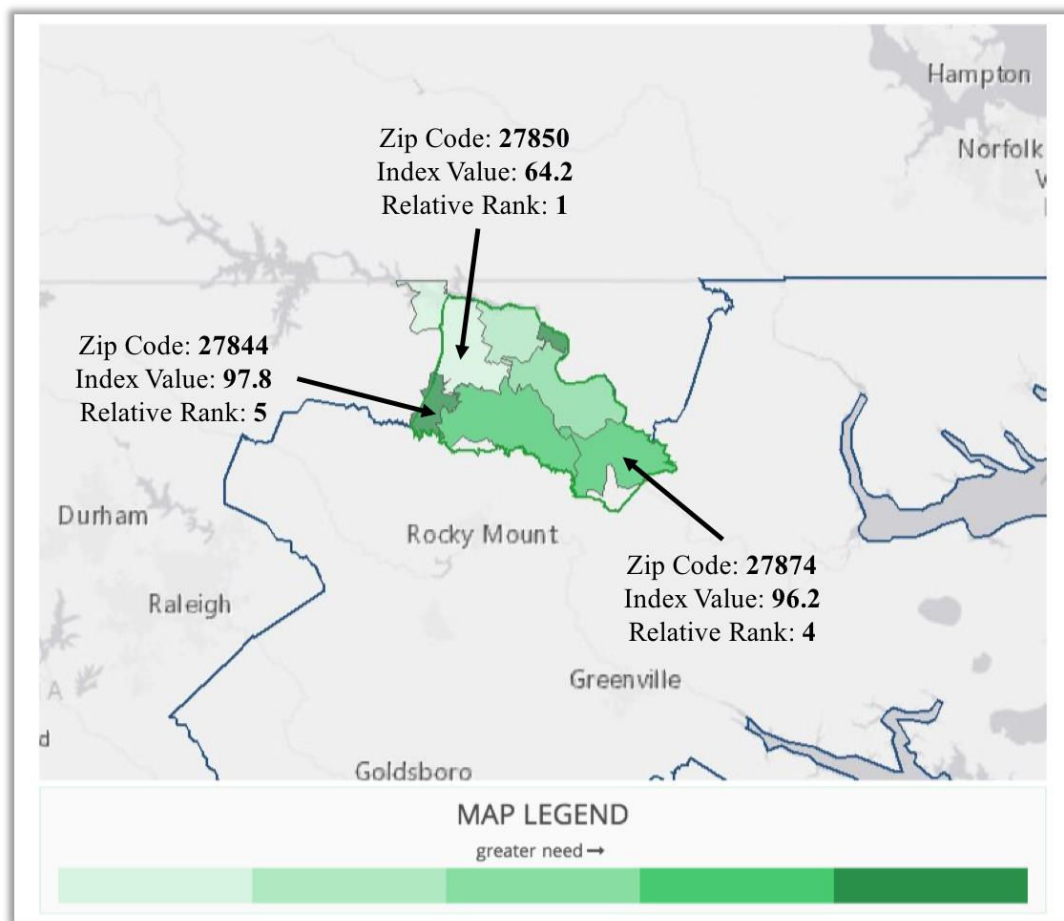 Hampton
Norfolk
V
Zip Code: 27850
Index Value: 64.2
Relative Rank: 1
Zip Code: 27844
Index Value: 97.8
Relative Rank: 5
Durham
Rocky Mount
Raleigh
Zip Code: 27874
Index Value: 96.2
Relative Rank: 4
A
Greenville
d
Goldsboro
MAP LEGEND
greater need →